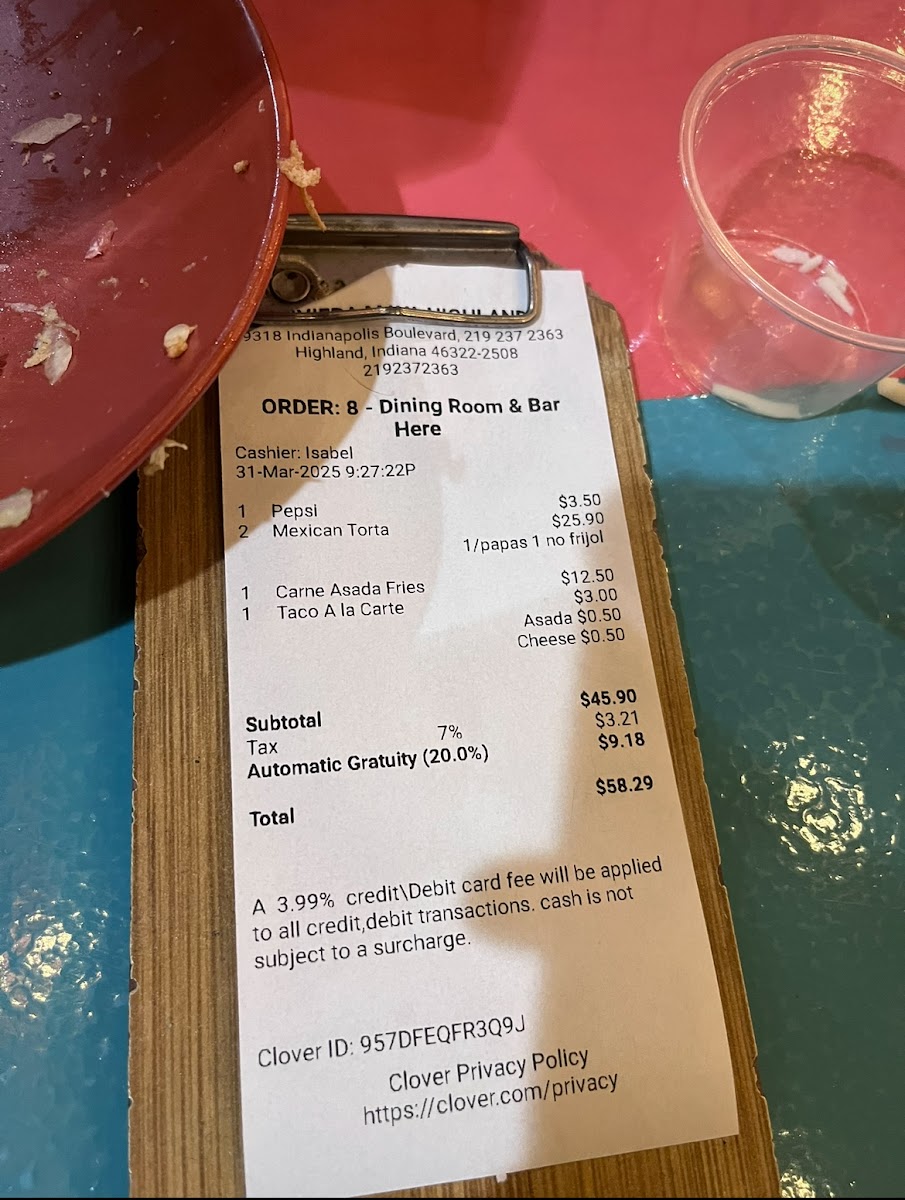 9318 Indianapolis Boulevard, 219 237 2363
Highland, Indiana 46322-2508
2192372363
ORDER: 8 - Dining Room & Bar
Here
Cashier: Isabel
31-Mar-2025 9:27:22P
1 Pepsi $3.50
2 Mexican Torta $25.90
1/papas 1 no frijol
1 Carne Asada Fries $12.50
1 Taco A la Carte $3.00
Asada $0.50
Cheese $0.50
Subtotal $45.90
Tax 7% $3.21
Automatic Gratuity (20.0%) $9.18
Total $58.29
A 3.99% credit\Debit card fee will be applied
to all credit,debit transactions. cash is not
subject to a surcharge.
Clover ID: 957DFEQFR3Q9J
Clover Privacy Policy
https://clover.com/privacy